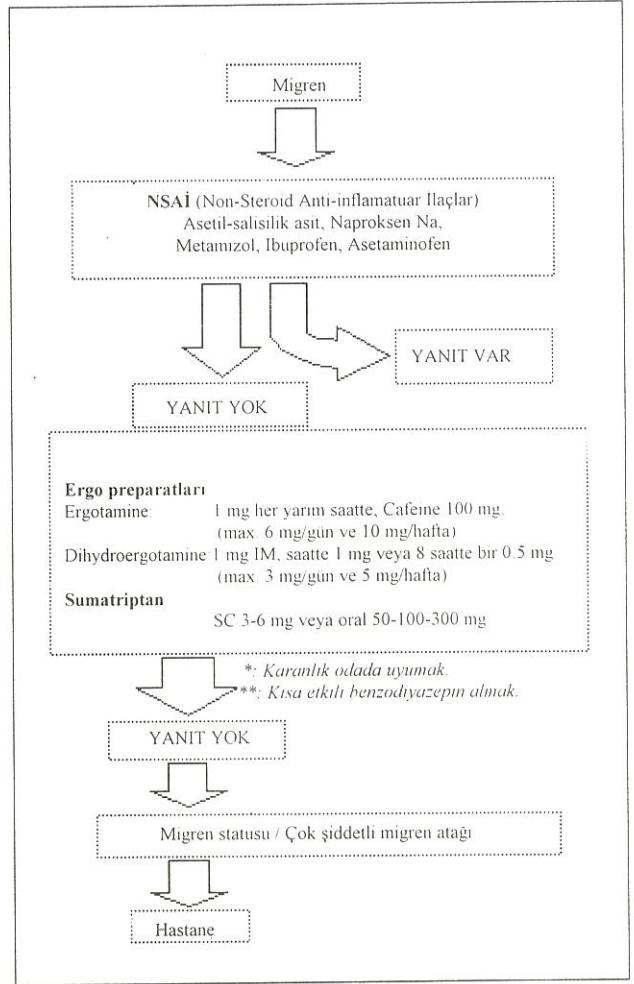 Migren
NSAİ (Non-Steroid Anti-inflamatuar Ilaçlar)
Asetil-salisilik asit, Naproksen Na,
Metamizol, Ibuprofen, Asetaminofen
YANIT VAR
YANIT YOK
Ergo preparatları
Ergotamine: 1 mg her yarım saatte, Cafeine 100 mg.
(max. 6 mg/gün ve 10 mg/hafta)
Dihydroergotamine: 1 mg IM, saatte 1 mg veya 8 saatte bir 0.5 mg
(max. 3 mg/gün ve 5 mg/hafta)
Sumatriptan
SC 3-6 mg veya oral 50-100-300 mg
*: Karanlık odada uyumak.
**: Kısa etkili benzodiyazepin almak.
YANIT YOK
Migren statusu / Çok şiddetli migren atağı
Hastane